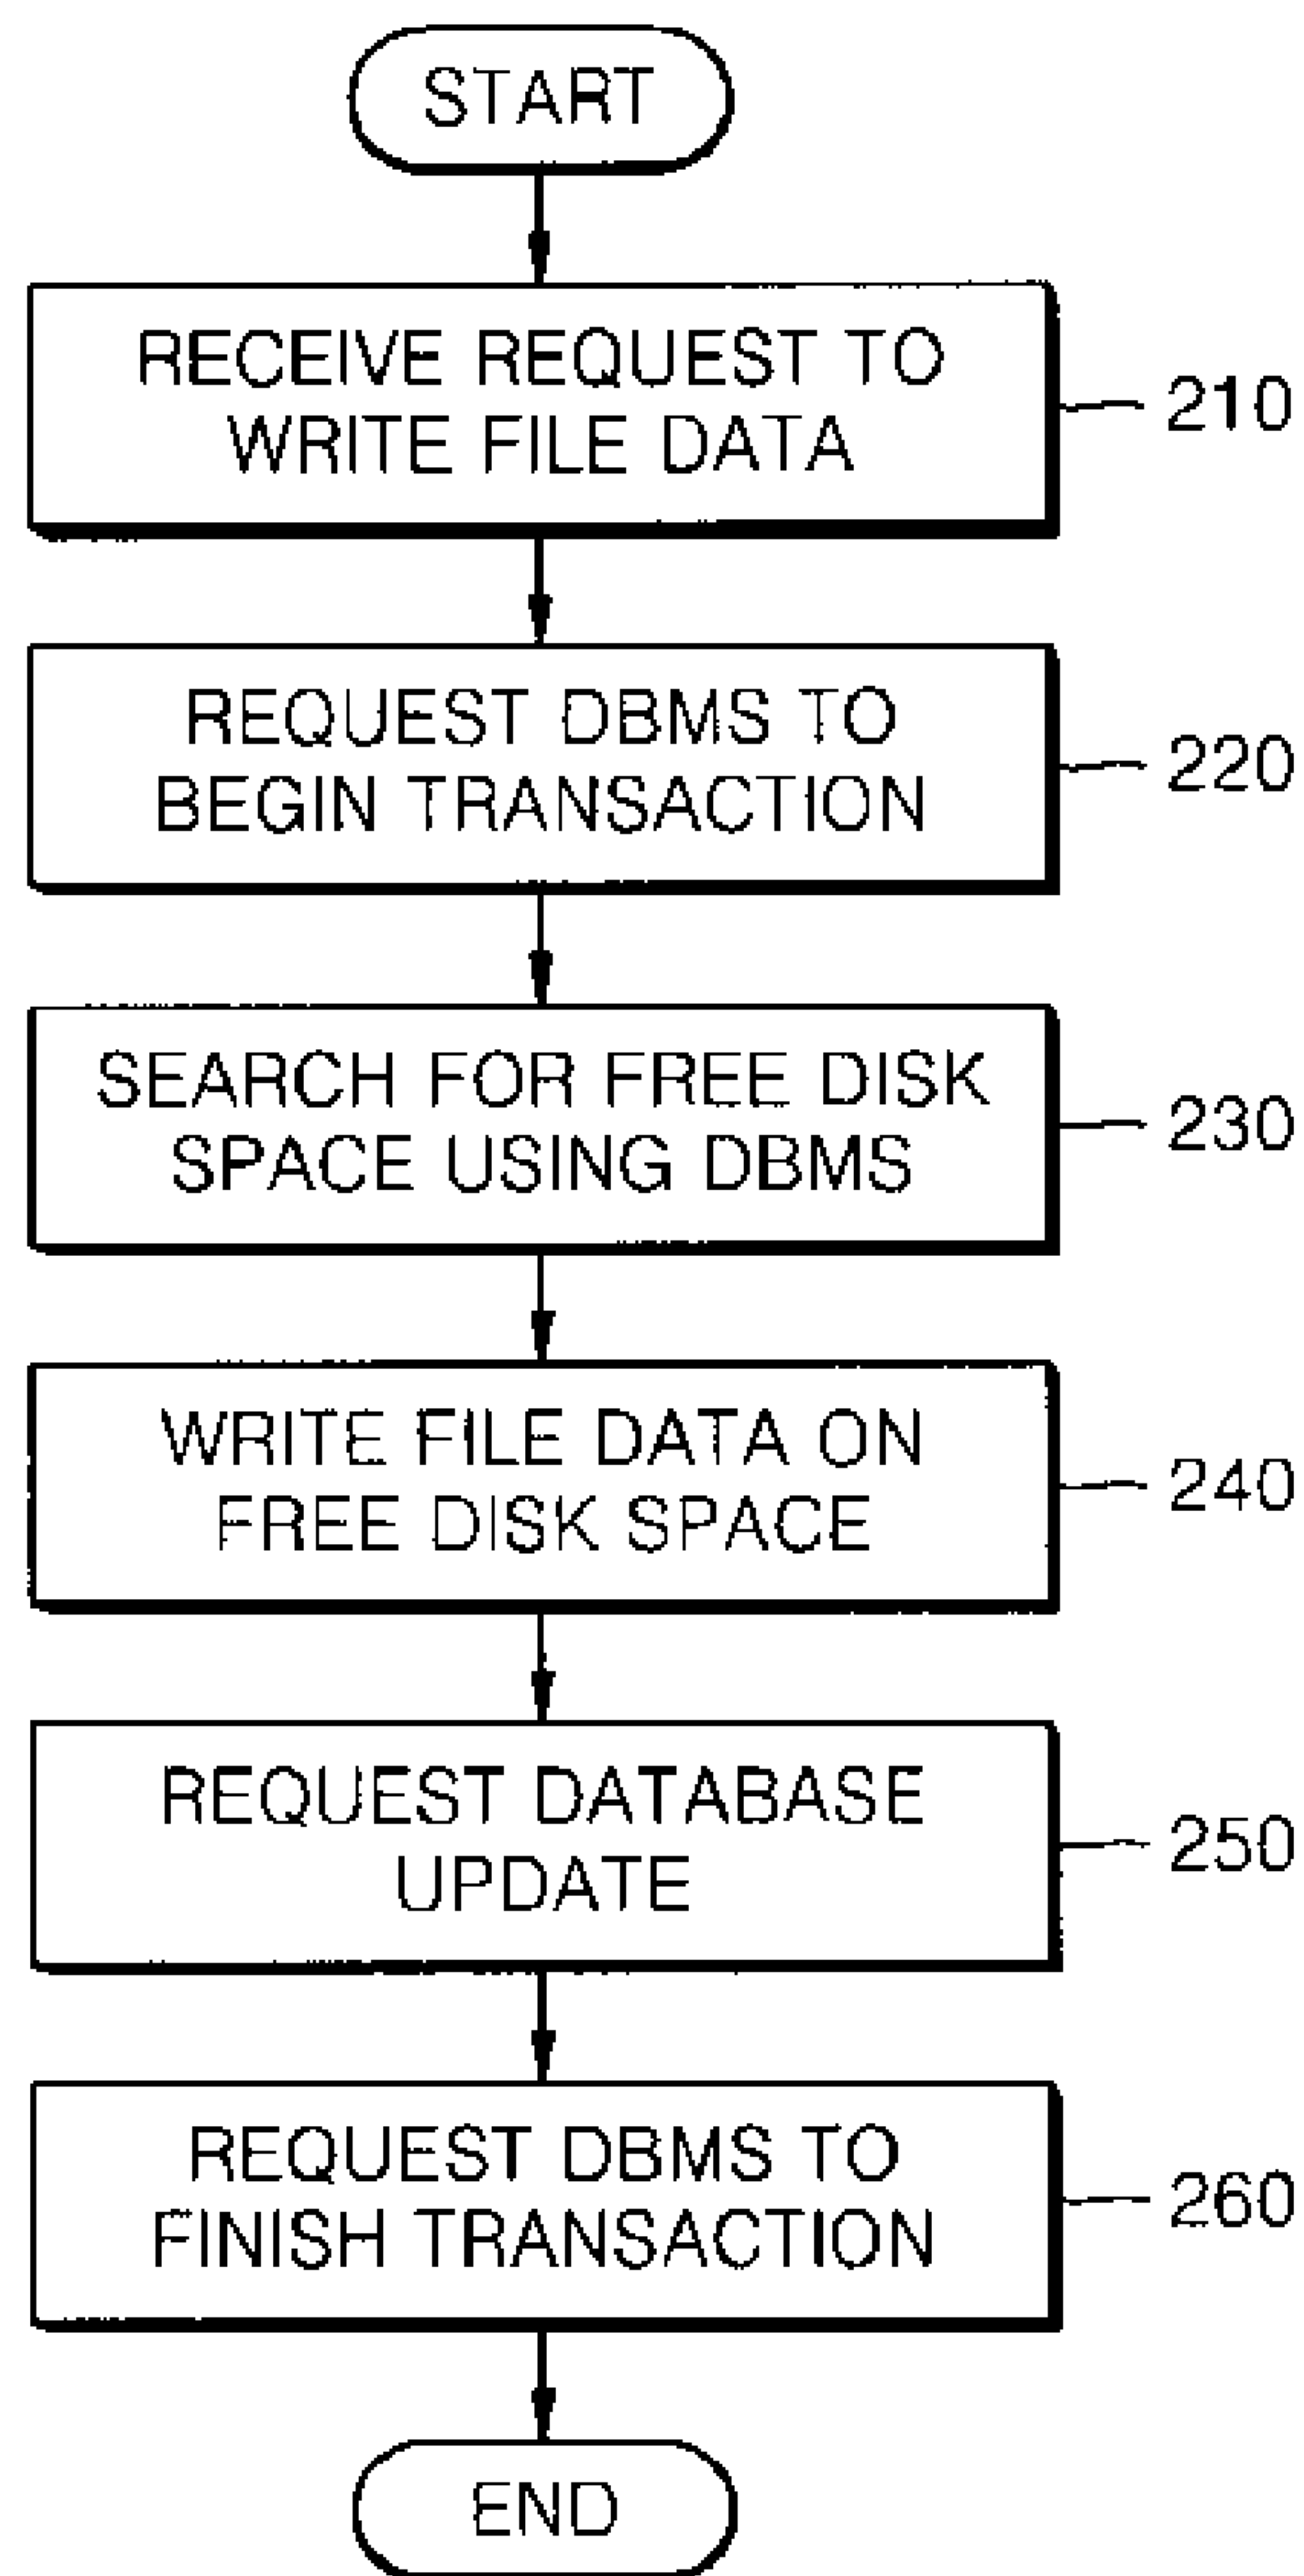 START
RECEIVE REQUEST TO
WRITE FILE DATA
210
REQUEST DBMS TO
BEGIN TRANSACTION
220
SEARCH FOR FREE DISK
SPACE USING DBMS
230
WRITE FILE DATA ON
FREE DISK SPACE
240
REQUEST DATABASE
UPDATE
250
REQUEST DBMS TO
FINISH TRANSACTION
260
END